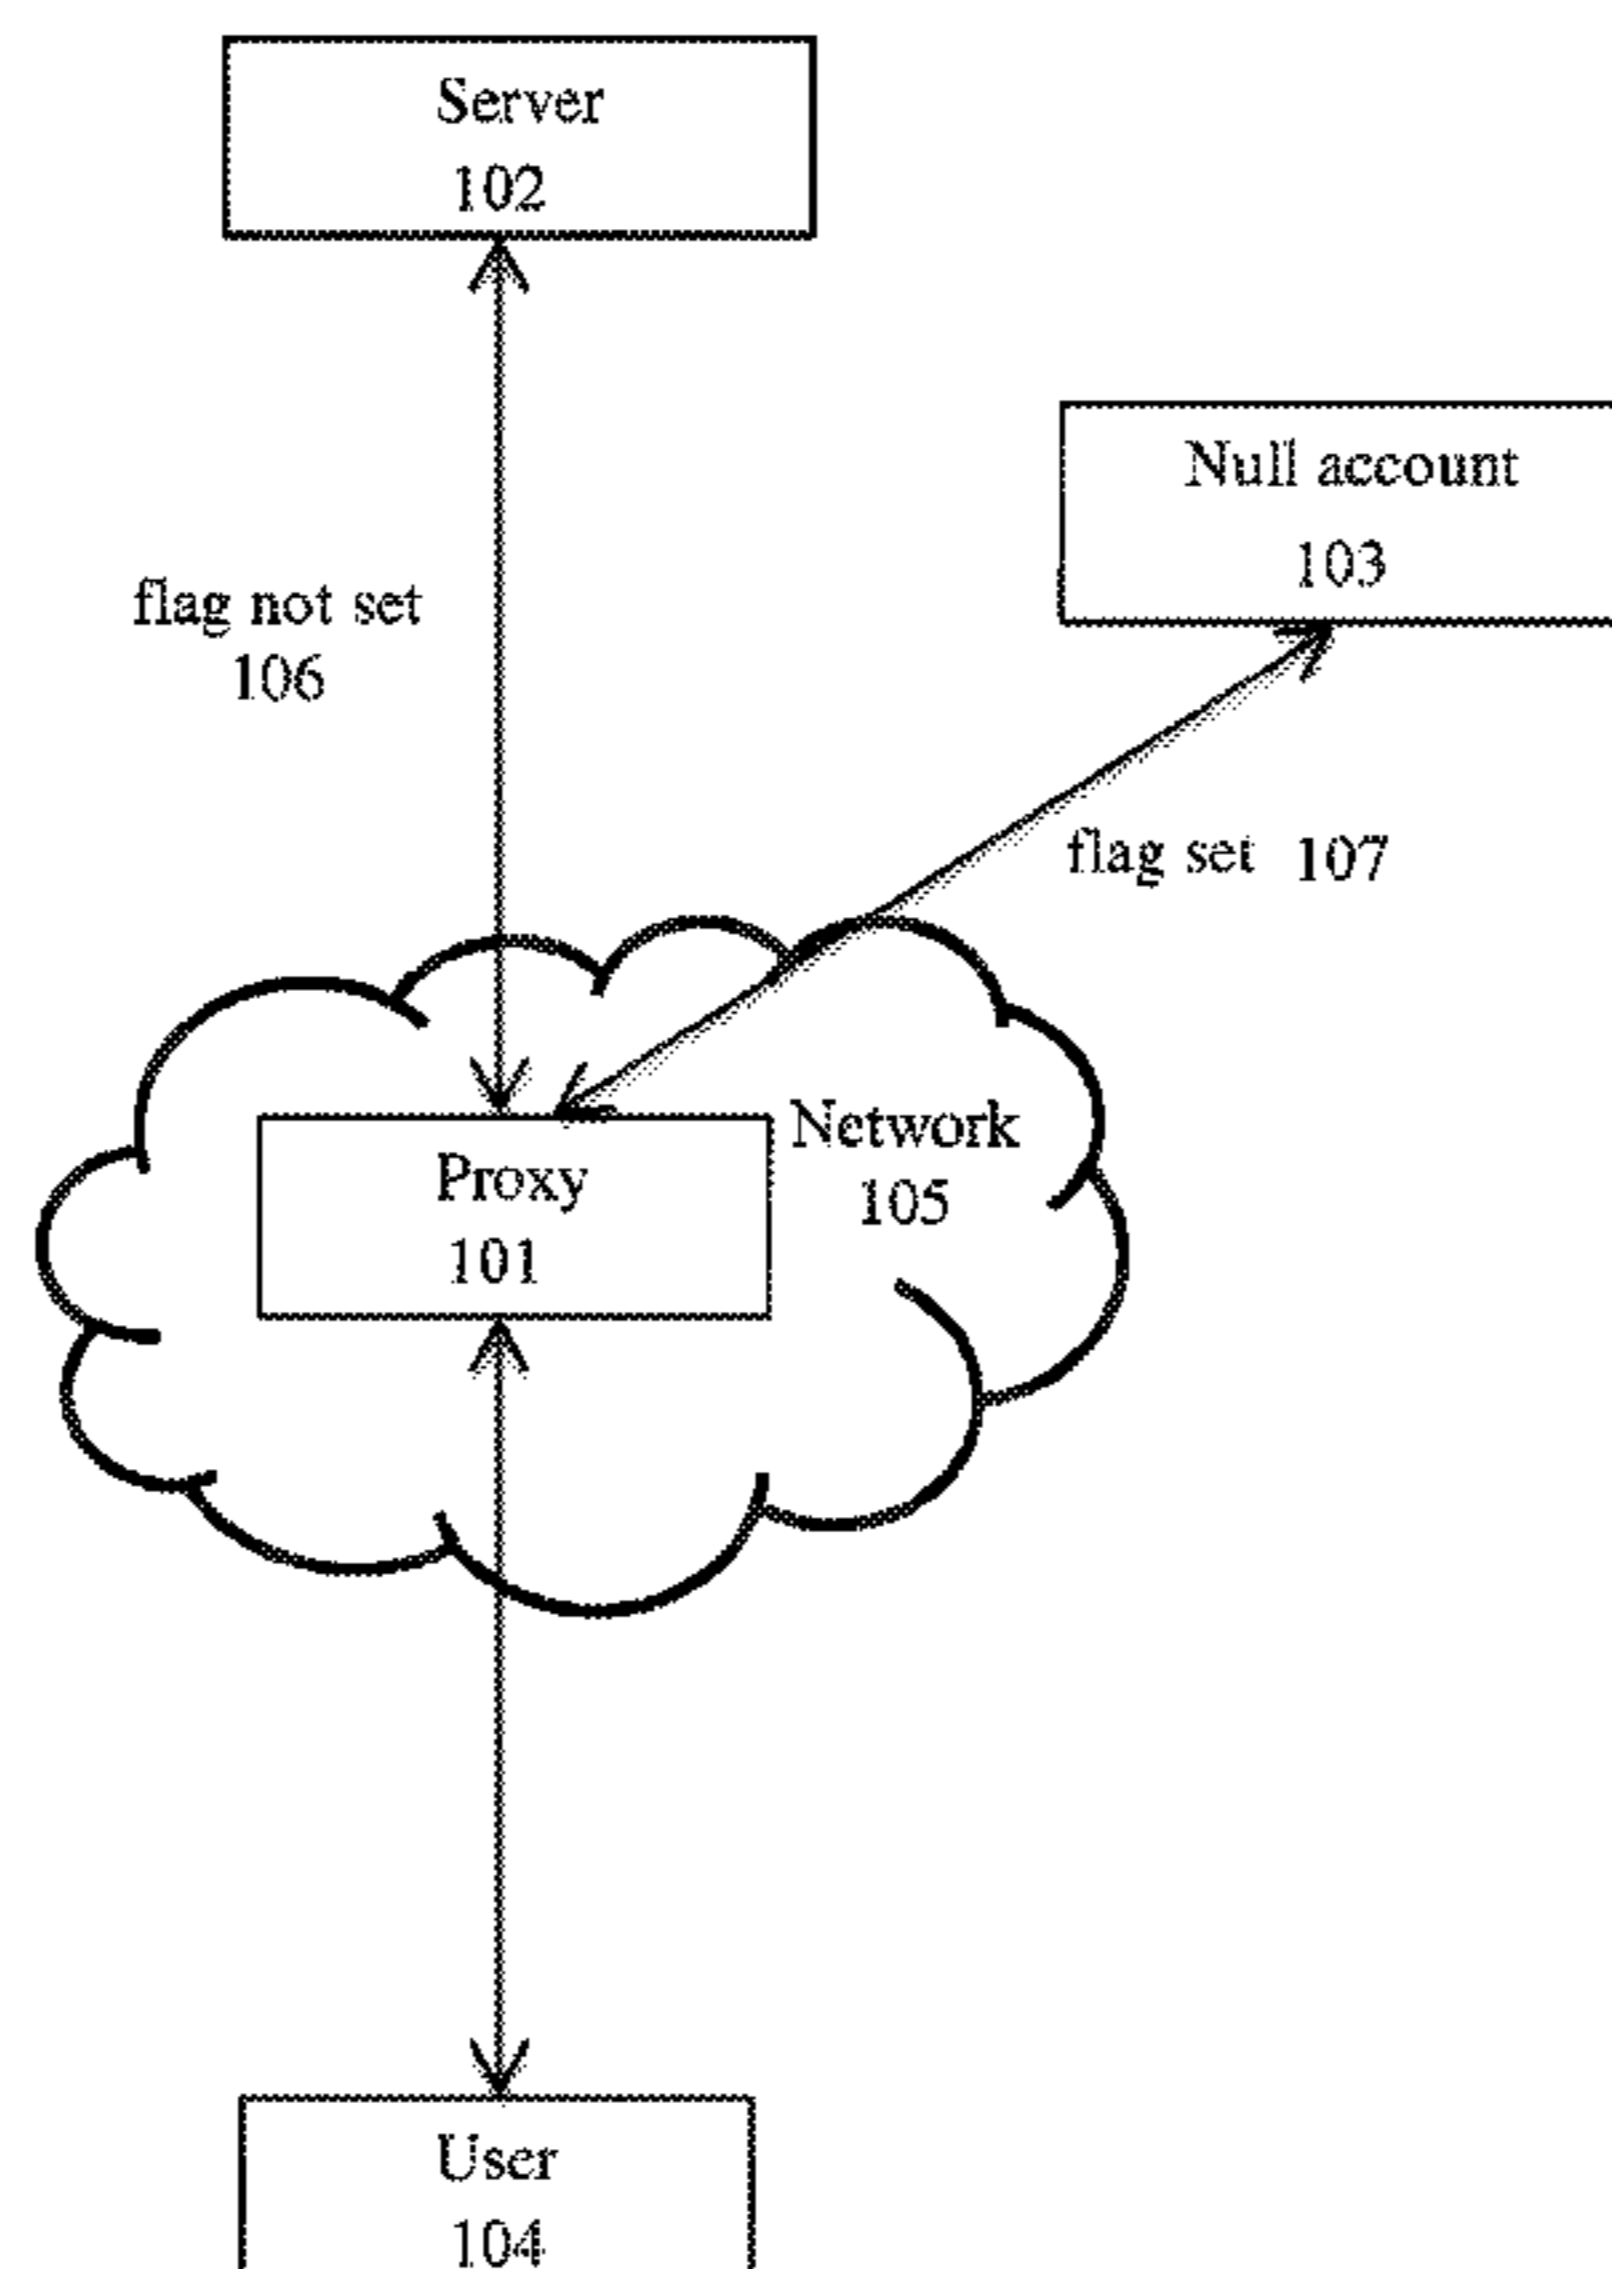 Server
102
Null account
103
flag not set
106
flag set 107
Network
105
Proxy
101
User
104